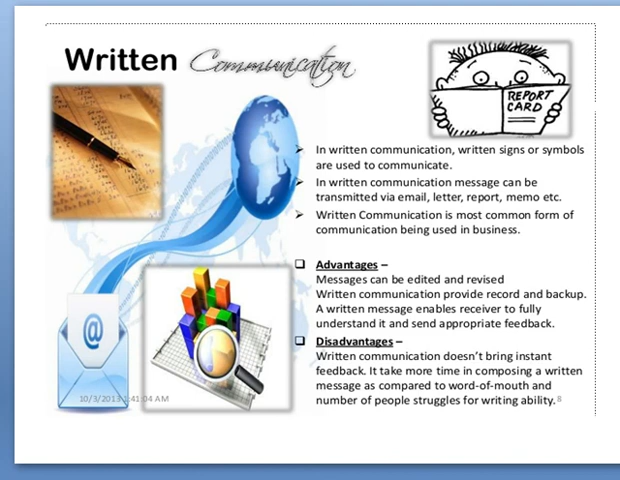 Written Communication
REPORT
CARD
➤ In written communication, written signs or symbols
are used to communicate.
➤ In written communication message can be
transmitted via email, letter, report, memo etc.
➤ Written Communication is most common form of
communication being used in business.
❑ Advantages –
Messages can be edited and revised
Written communication provide record and backup.
A written message enables receiver to fully
understand it and send appropriate feedback.
❑ Disadvantages –
Written communication doesn't bring instant
feedback. It take more time in composing a written
message as compared to word-of-mouth and
number of people struggles for writing ability.
@
8